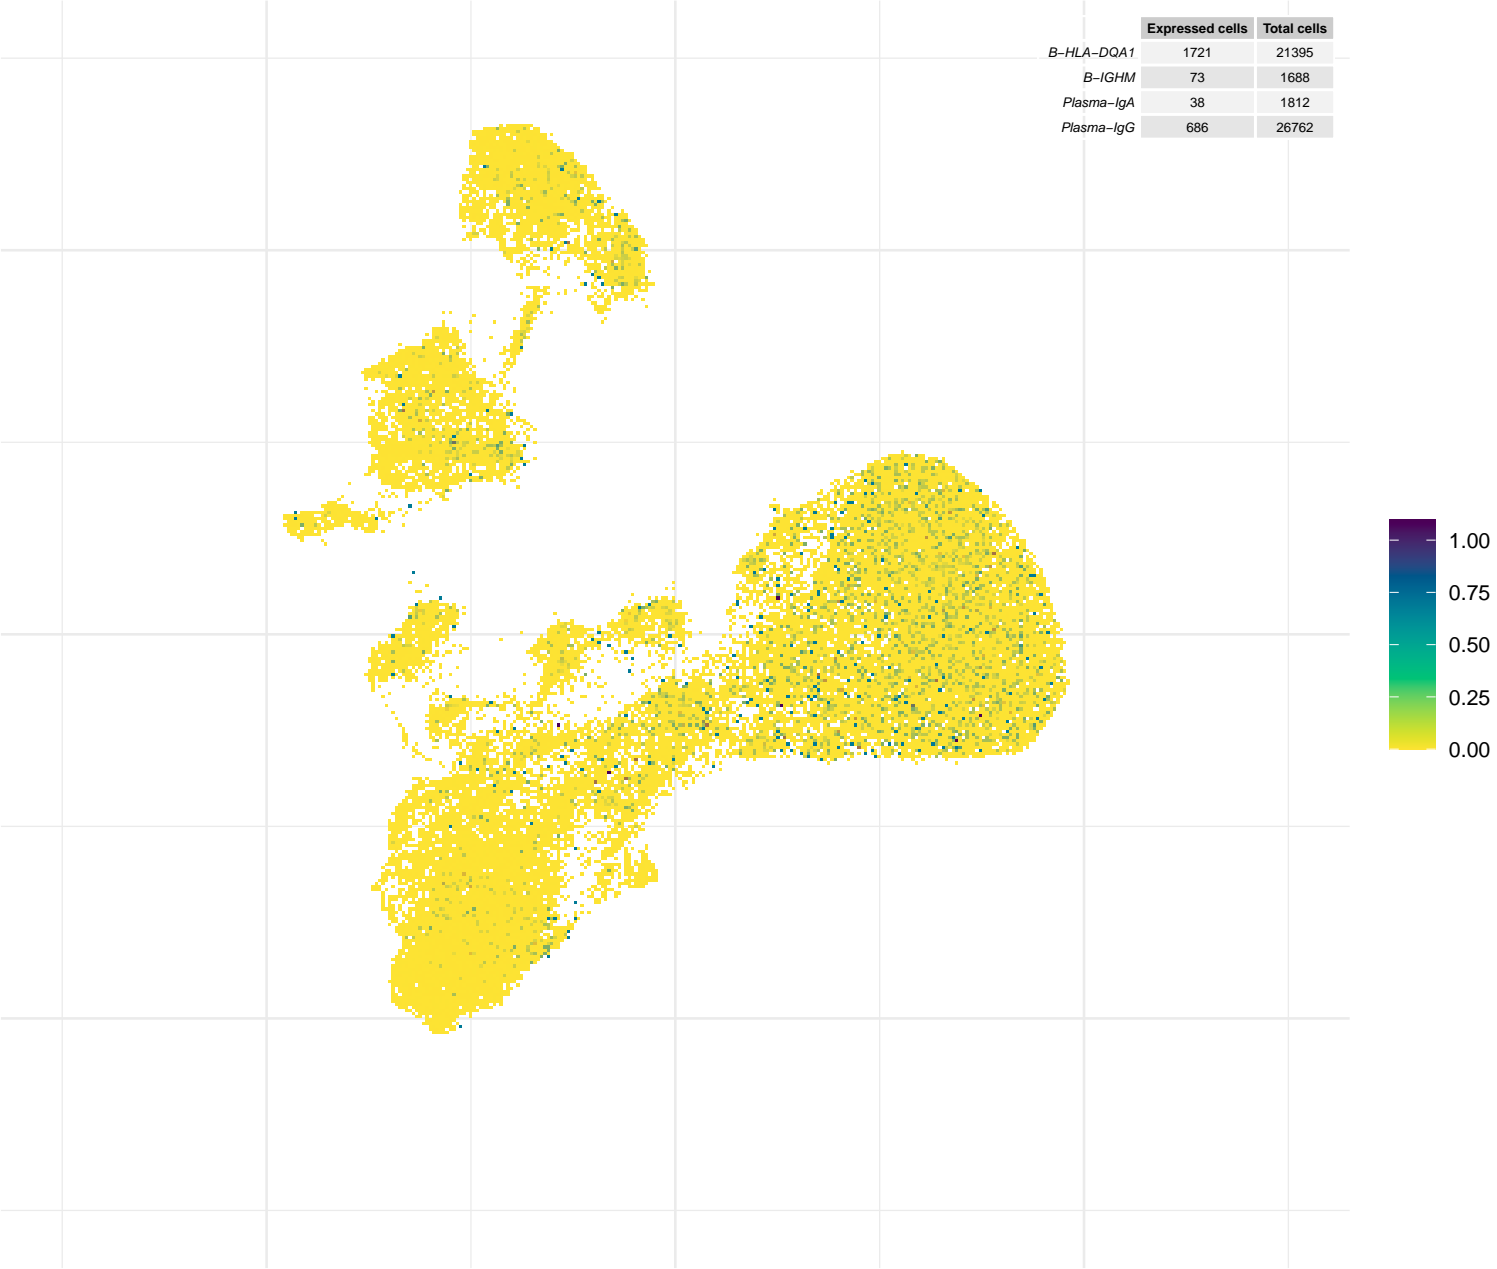 Expressed cells Total cells
B−HLA−DQA1 1721 21395
B−IGHM 73 1688
Plasma−IgA 38 1812
Plasma−IgG 686 26762
1.00
0.75
0.50
0.25
0.00